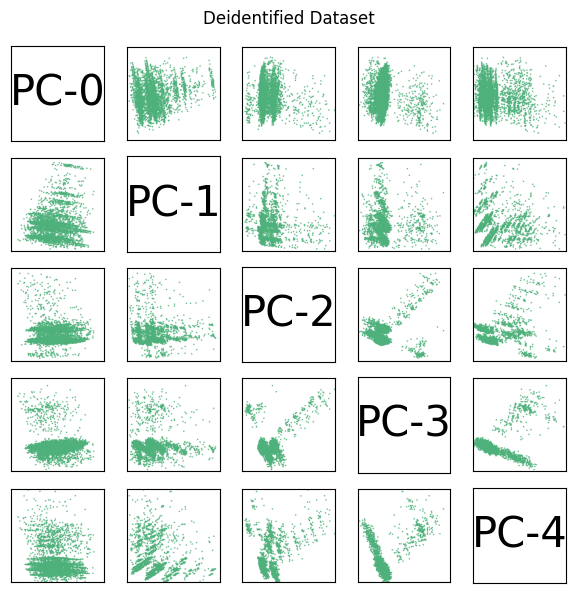 Deidentified Dataset
PC-0
PC-1
PC-2
PC-3
PC-4